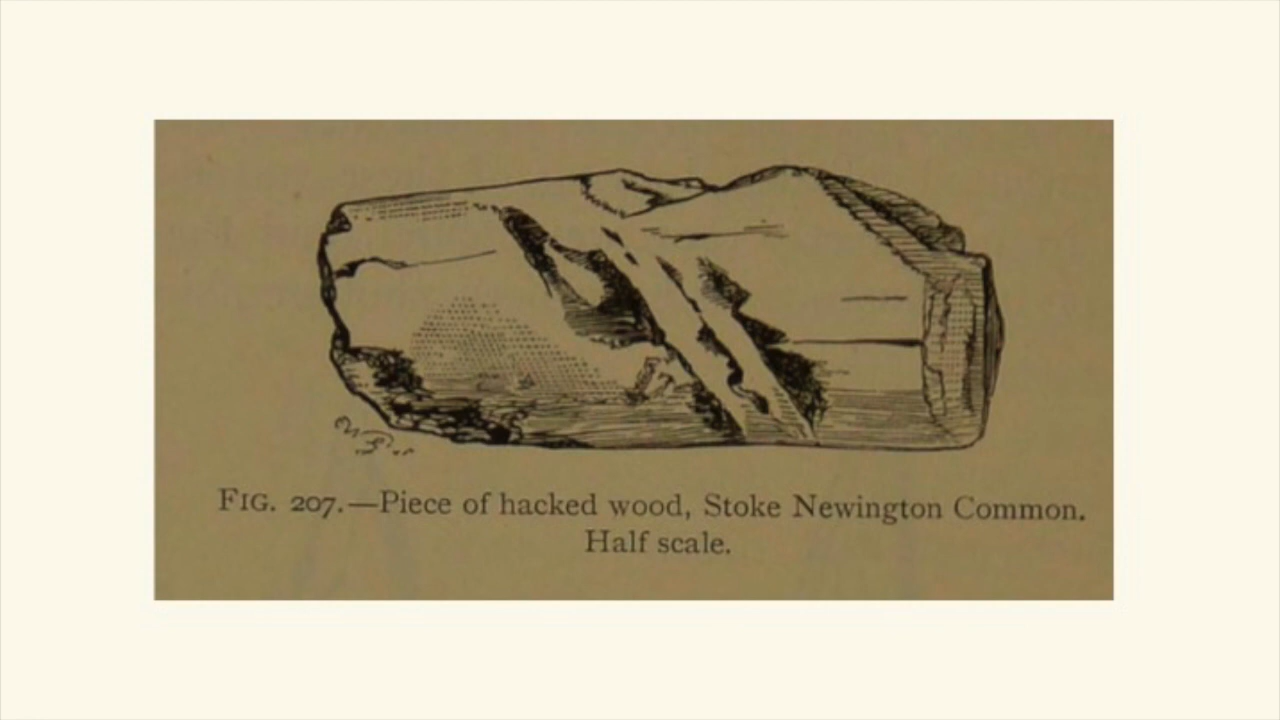 FIG. 207.—Piece of hacked wood, Stoke Newington Common.
Half scale.